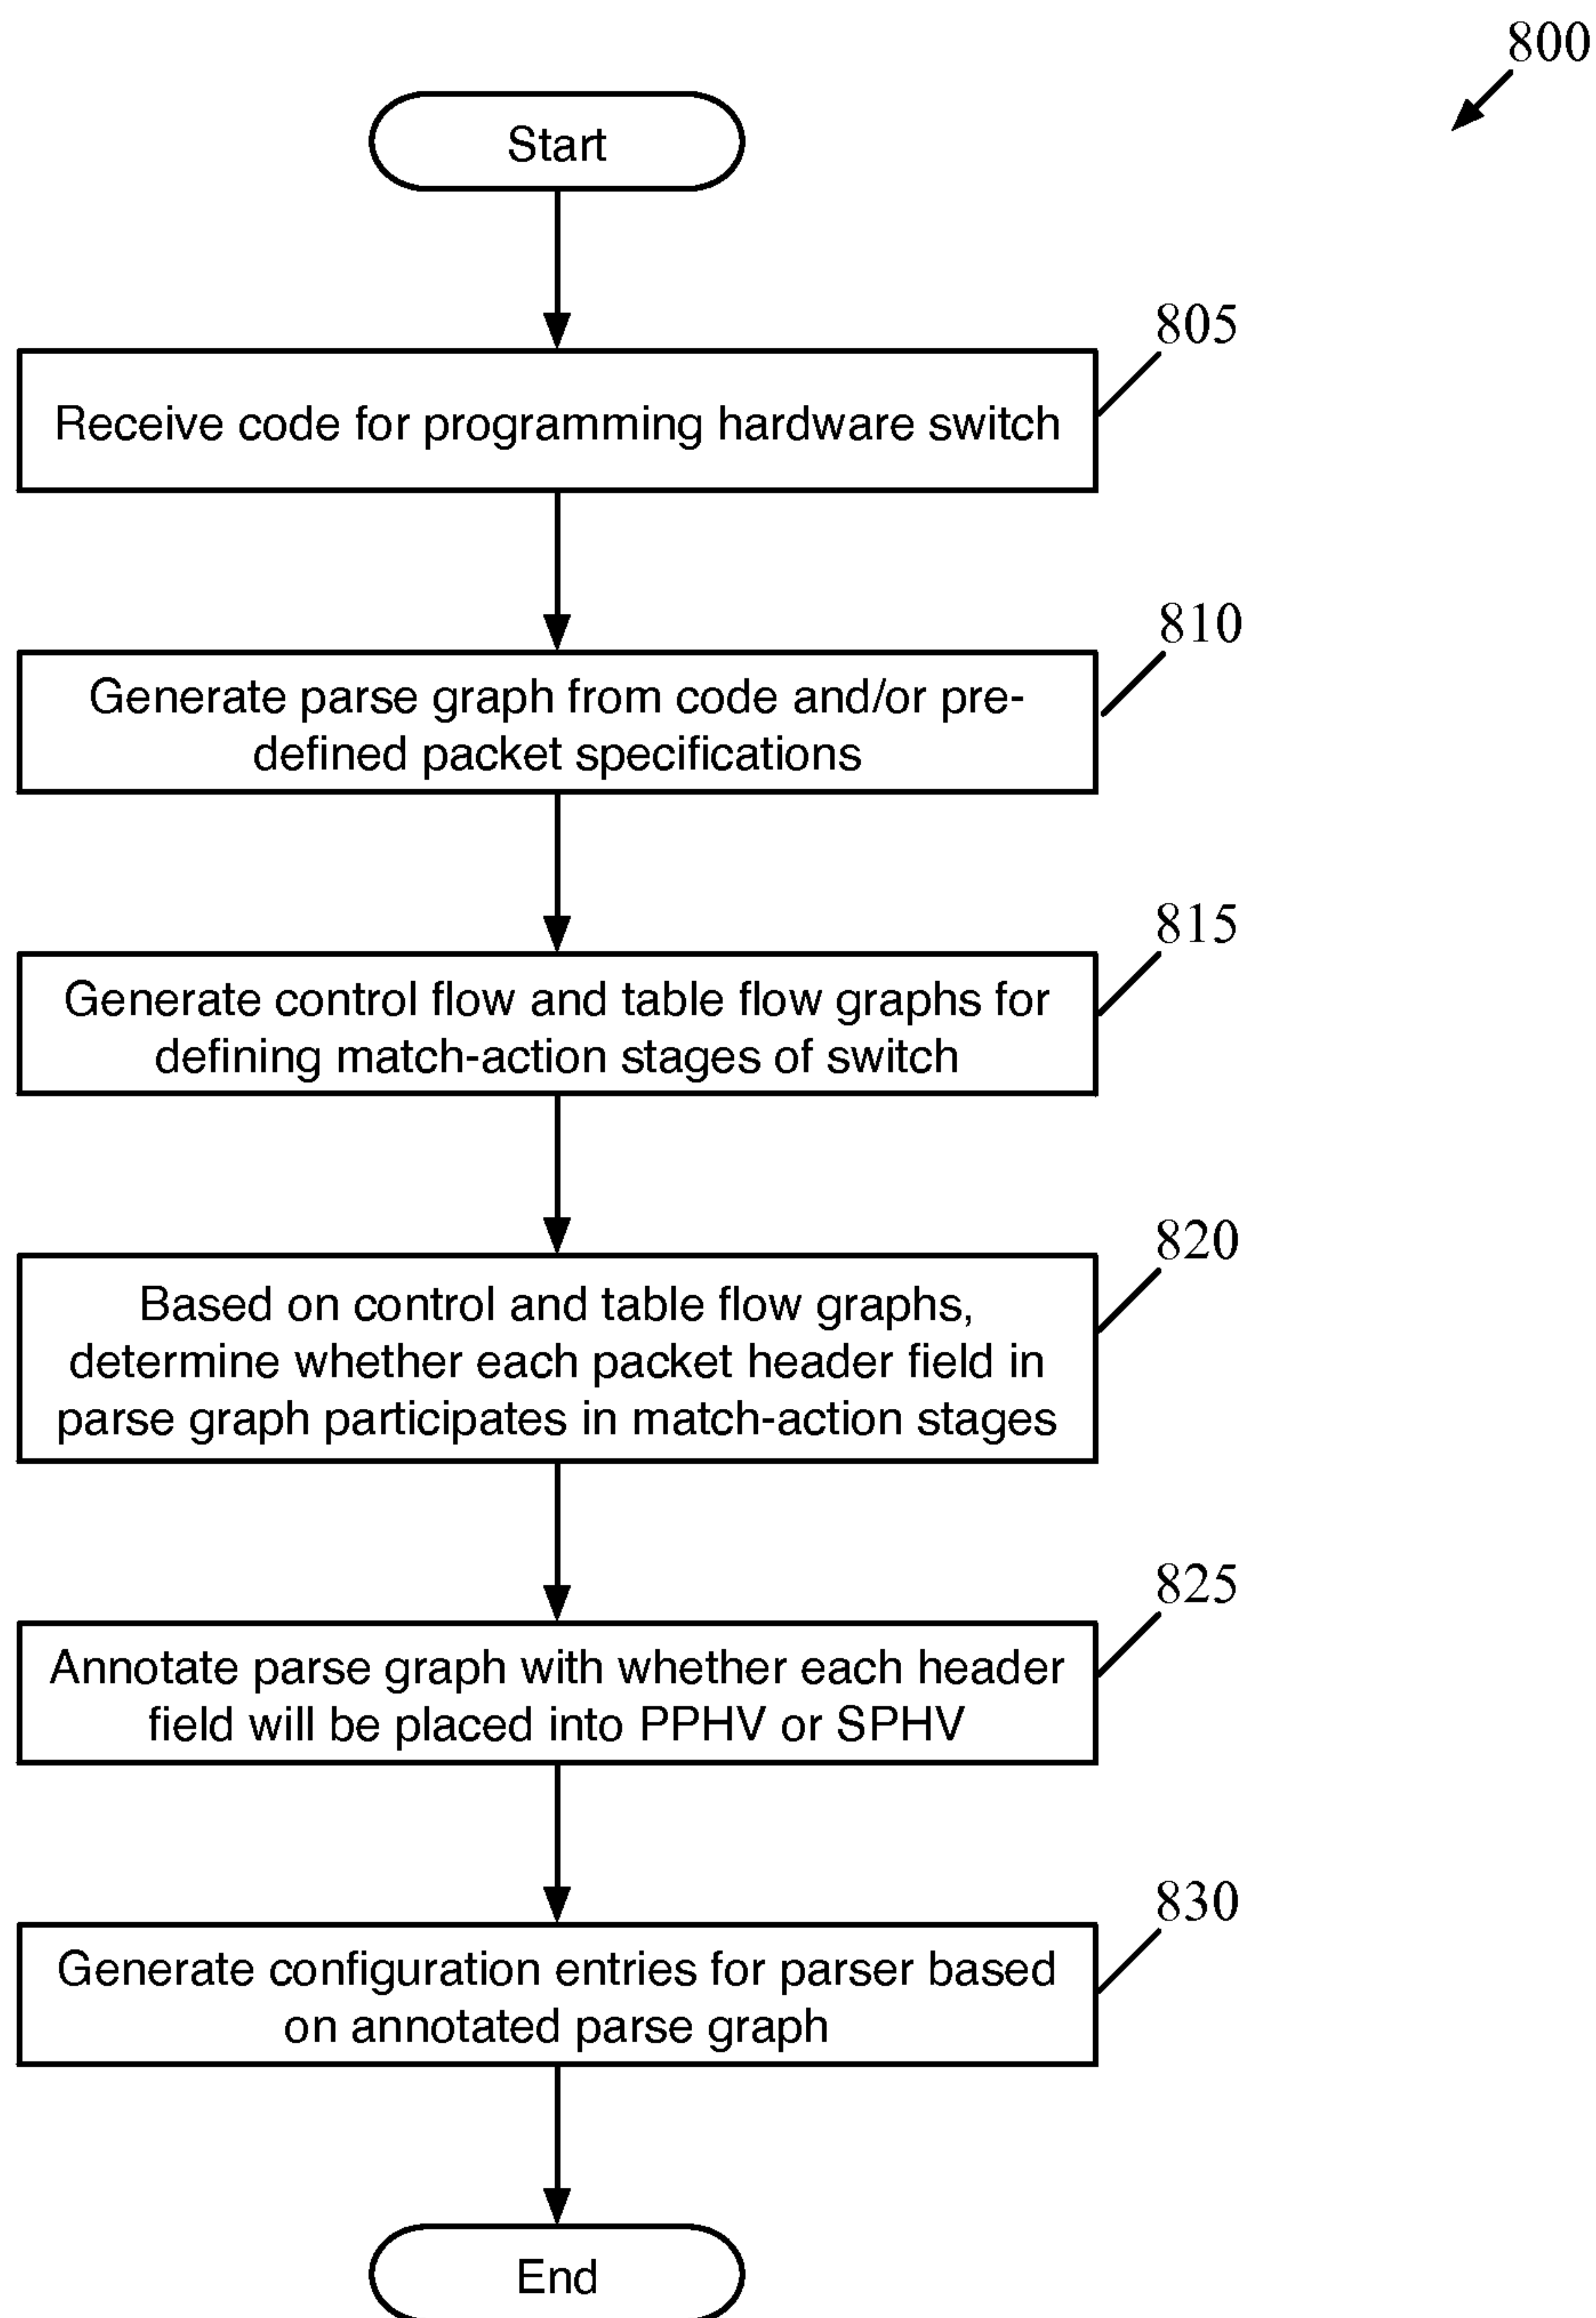 800
Start
805
Receive code for programming hardware switch
810
Generate parse graph from code and/or pre-
defined packet specifications
815
Generate control flow and table flow graphs for
defining match-action stages of switch
820
Based on control and table flow graphs,
determine whether each packet header field in
parse graph participates in match-action stages
825
Annotate parse graph with whether each header
field will be placed into PPHV or SPHV
830
Generate configuration entries for parser based
on annotated parse graph
End